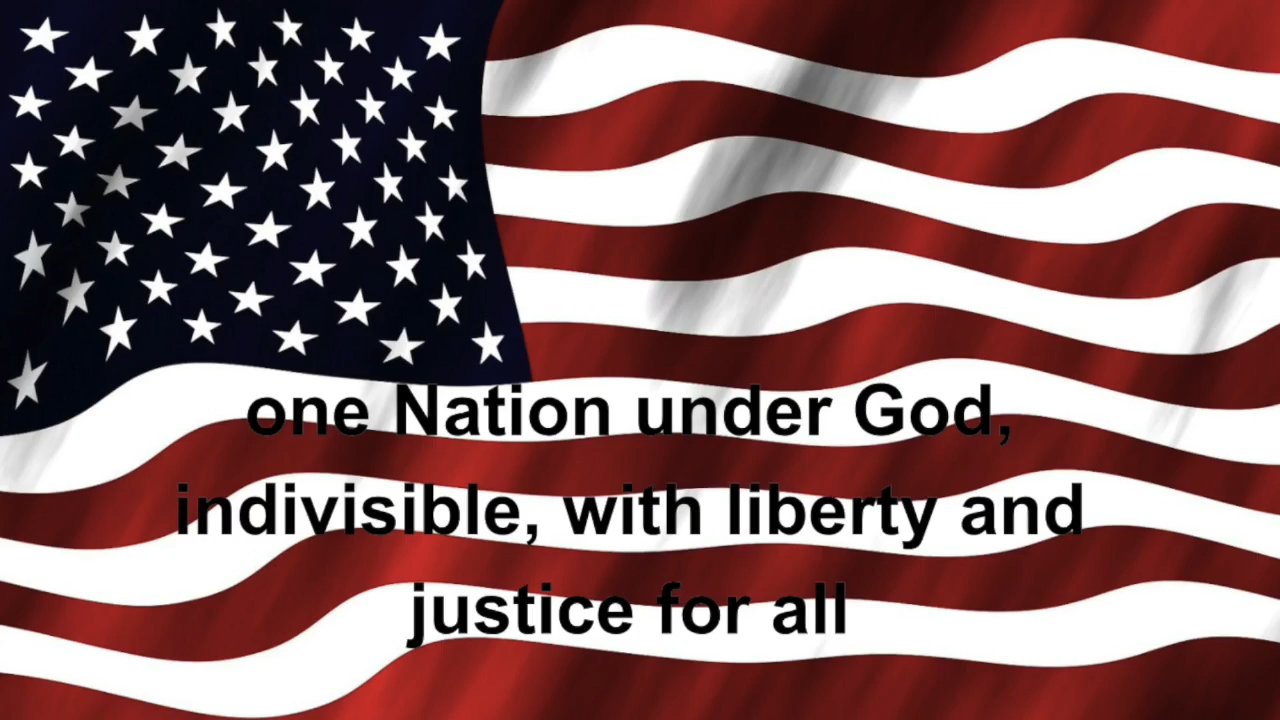 one Nation under God,
indivisible, with liberty and
justice for all